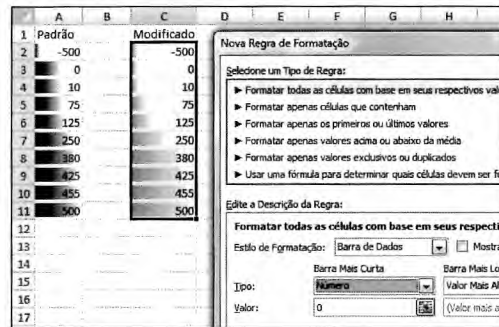 A B C D E F G H
1 Padrão Modificado
2 -500 -500
3 0 0
4 10 10
5 75 75
6 125 125
7 250 250
8 380 380
9 425 425
10 455 455
11 500 500
12
13
14
15
16
17
Nova Regra de Formatação
Selecione um Tipo de Regra:
► Formatar todas as células com base em seus respectivos val
► Formatar apenas células que contenham
► Formatar apenas os primeiros ou últimos valores
► Formatar apenas valores acima ou abaixo da média
► Formatar apenas valores exclusivos ou duplicados
► Usar uma fórmula para determinar quais células devem ser f
Edite a Descrição da Regra:
Formatar todas as células com base em seus respecti
Estilo de Formatação: Barra de Dados Mostra
Barra Mais Curta Barra Mais Lo
Tipo: Número Valor Mais Al
Valor: 0 (Valor mais a